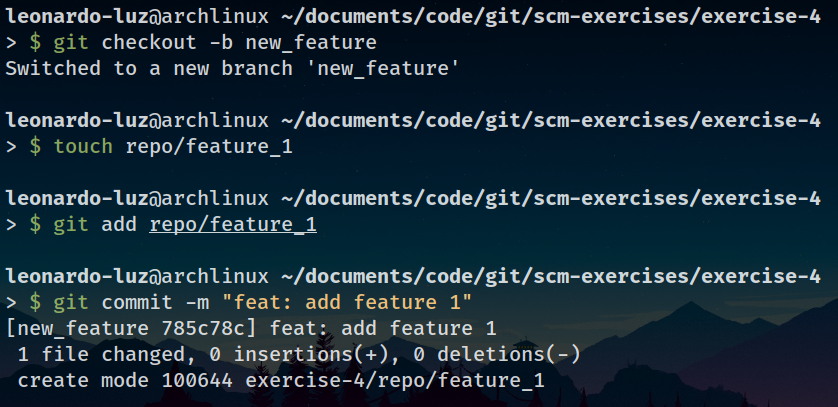 leonardo-luz@archlinux ~/documents/code/git/scm-exercises/exercise-4
> $ git checkout -b new_feature
Switched to a new branch 'new_feature'
leonardo-luz@archlinux ~/documents/code/git/scm-exercises/exercise-4
> $ touch repo/feature_1
leonardo-luz@archlinux ~/documents/code/git/scm-exercises/exercise-4
> $ git add repo/feature_1
leonardo-luz@archlinux ~/documents/code/git/scm-exercises/exercise-4
> $ git commit -m "feat: add feature 1"
[new_feature 785c78c] feat: add feature 1
 1 file changed, 0 insertions(+), 0 deletions(-)
 create mode 100644 exercise-4/repo/feature_1